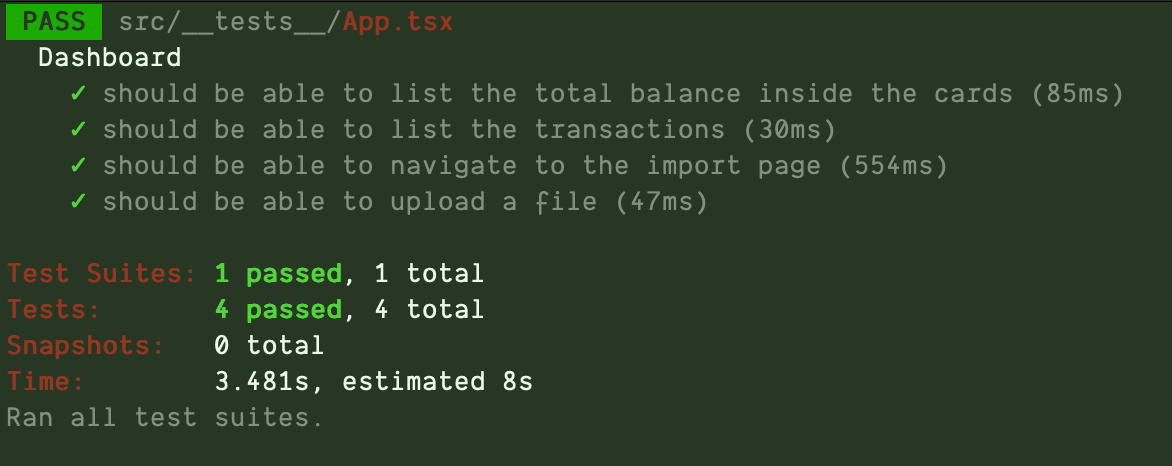 PASS src/__tests__/App.tsx
Dashboard
✓ should be able to list the total balance inside the cards (85ms)
✓ should be able to list the transactions (30ms)
✓ should be able to navigate to the import page (554ms)
✓ should be able to upload a file (47ms)
Test Suites: 1 passed, 1 total
Tests: 4 passed, 4 total
Snapshots: 0 total
Time: 3.481s, estimated 8s
Ran all test suites.